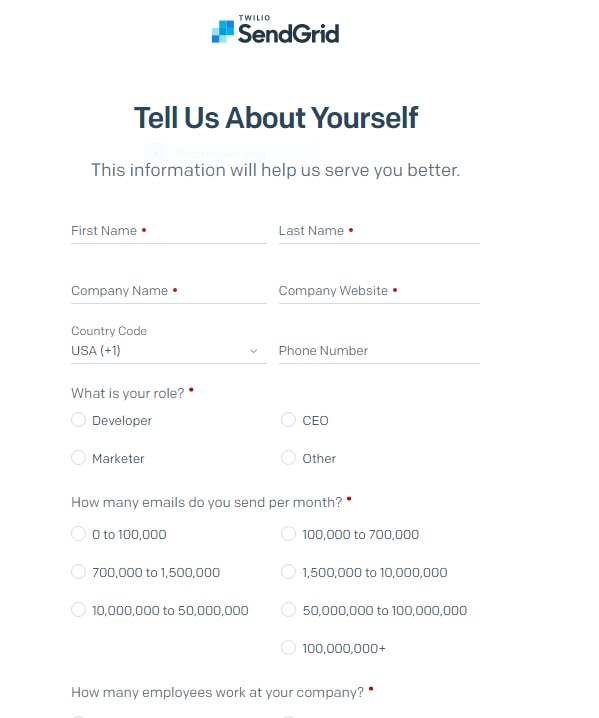 TWILIO
SendGrid
Tell Us About Yourself
This information will help us serve you better.
First Name •
Last Name •
Company Name •
Company Website •
Country Code
USA (+1)
Phone Number
What is your role? •
Developer
CEO
Marketer
Other
How many emails do you send per month? •
0 to 100,000
100,000 to 700,000
700,000 to 1,500,000
1,500,000 to 10,000,000
10,000,000 to 50,000,000
50,000,000 to 100,000,000
100,000,000+
How many employees work at your company? •